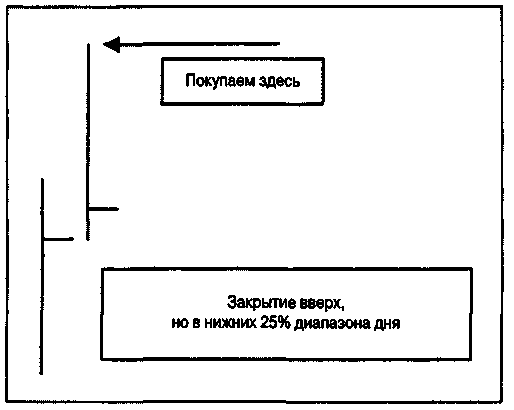 Покупаем здесь
Закрытие вверх,
но в нижних 25% диапазона дня